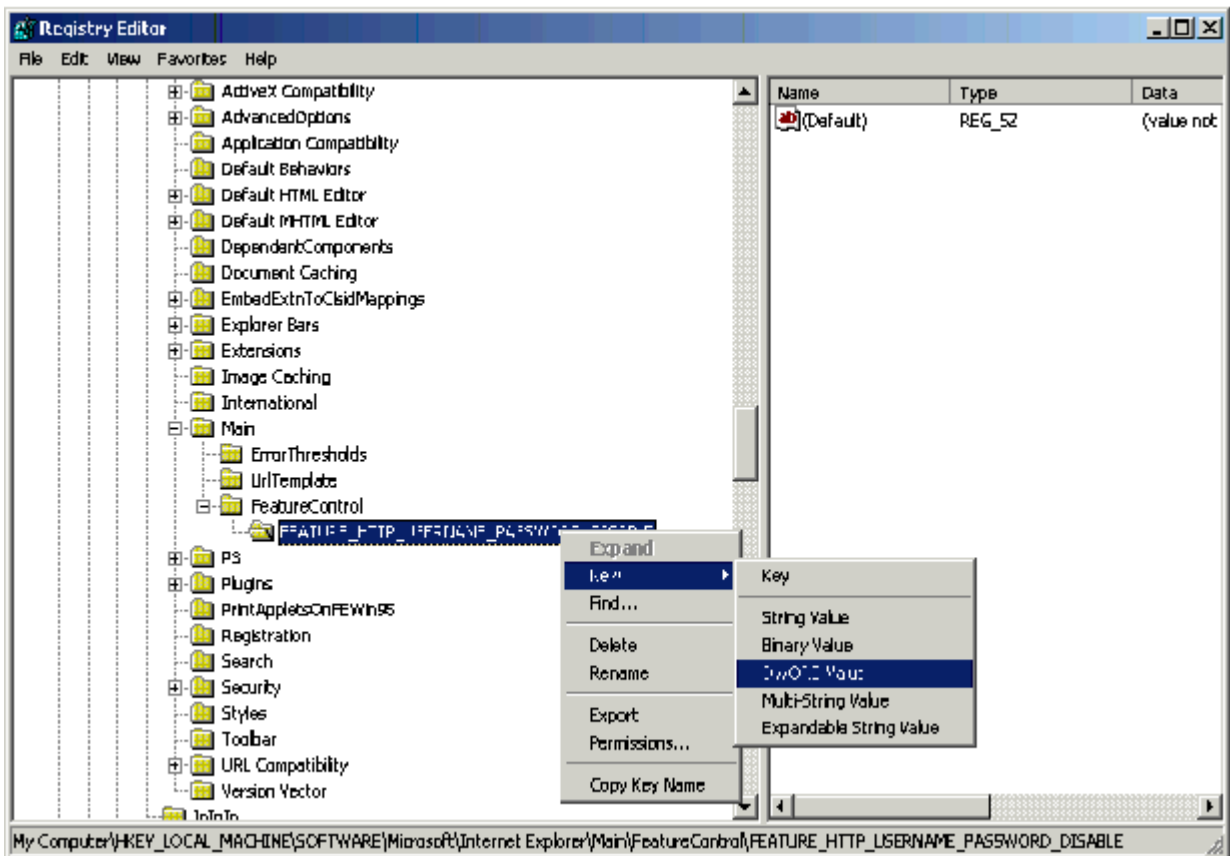 Registry Editor
File Edit View Favorites Help
ActiveX Compatibility
AdvancedOptions
Application Compatibility
Default Behaviors
Default HTML Editor
Default MHTML Editor
DependentComponents
Document Caching
EmbedExtnToClsidMappings
Explorer Bars
Extensions
Image Caching
International
Main
ErrorThresholds
UrlTemplate
FeatureControl
FEATURE_HTTP_USERNAME_PASSWORD_DISABLE
PS
Plugins
PrintAppletsOnFEWin95
Registration
Search
Security
Styles
Toolbar
URL Compatibility
Version Vector
Name Type Data
(Default) REG_SZ (value not
Expand
New
Find...
Delete
Rename
Export
Permissions...
Copy Key Name
Key
String Value
Binary Value
DWORD Value
Multi-String Value
Expandable String Value
My Computer\HKEY_LOCAL_MACHINE\SOFTWARE\Microsoft\Internet Explorer\Main\FeatureControl\FEATURE_HTTP_USERNAME_PASSWORD_DISABLE